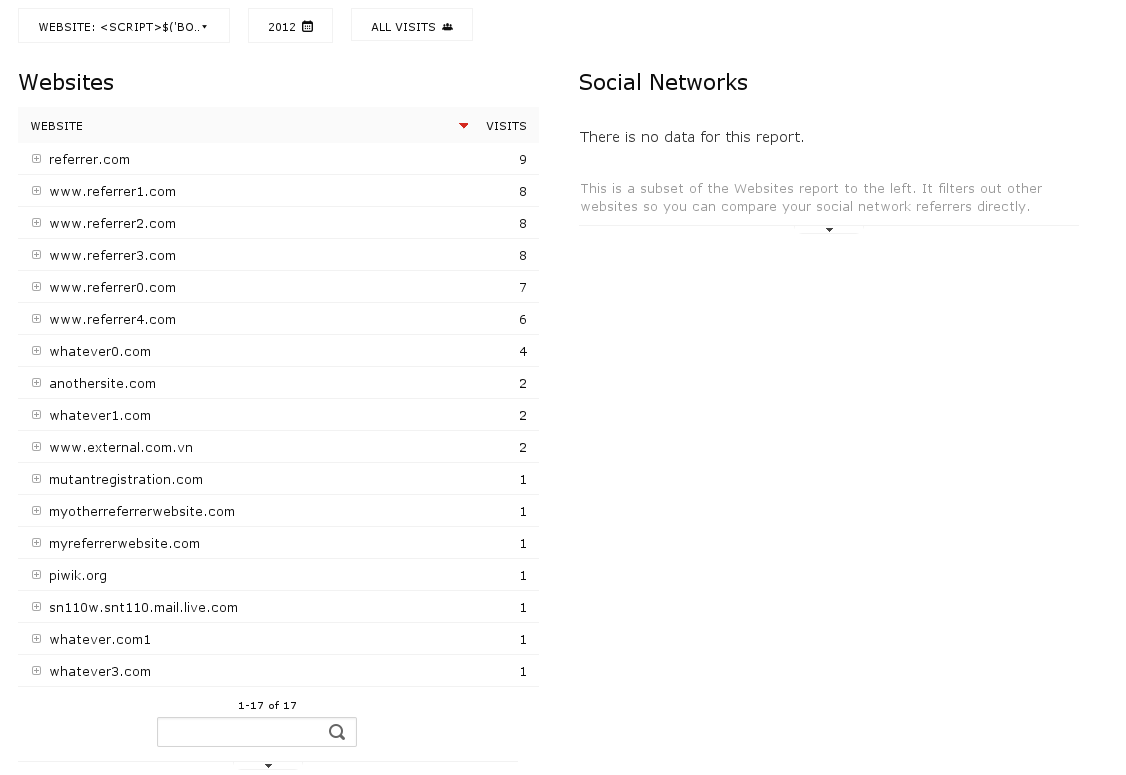 WEBSITE: <SCRIPT>$('BO..
2012
ALL VISITS
Websites
WEBSITE VISITS
referrer.com 9
www.referrer1.com 8
www.referrer2.com 8
www.referrer3.com 8
www.referrer0.com 7
www.referrer4.com 6
whatever0.com 4
anothersite.com 2
whatever1.com 2
www.external.com.vn 2
mutantregistration.com 1
myotherreferrerwebsite.com 1
myreferrerwebsite.com 1
piwik.org 1
sn110w.snt110.mail.live.com 1
whatever.com1 1
whatever3.com 1
1-17 of 17
Social Networks
There is no data for this report.
This is a subset of the Websites report to the left. It filters out other
websites so you can compare your social network referrers directly.